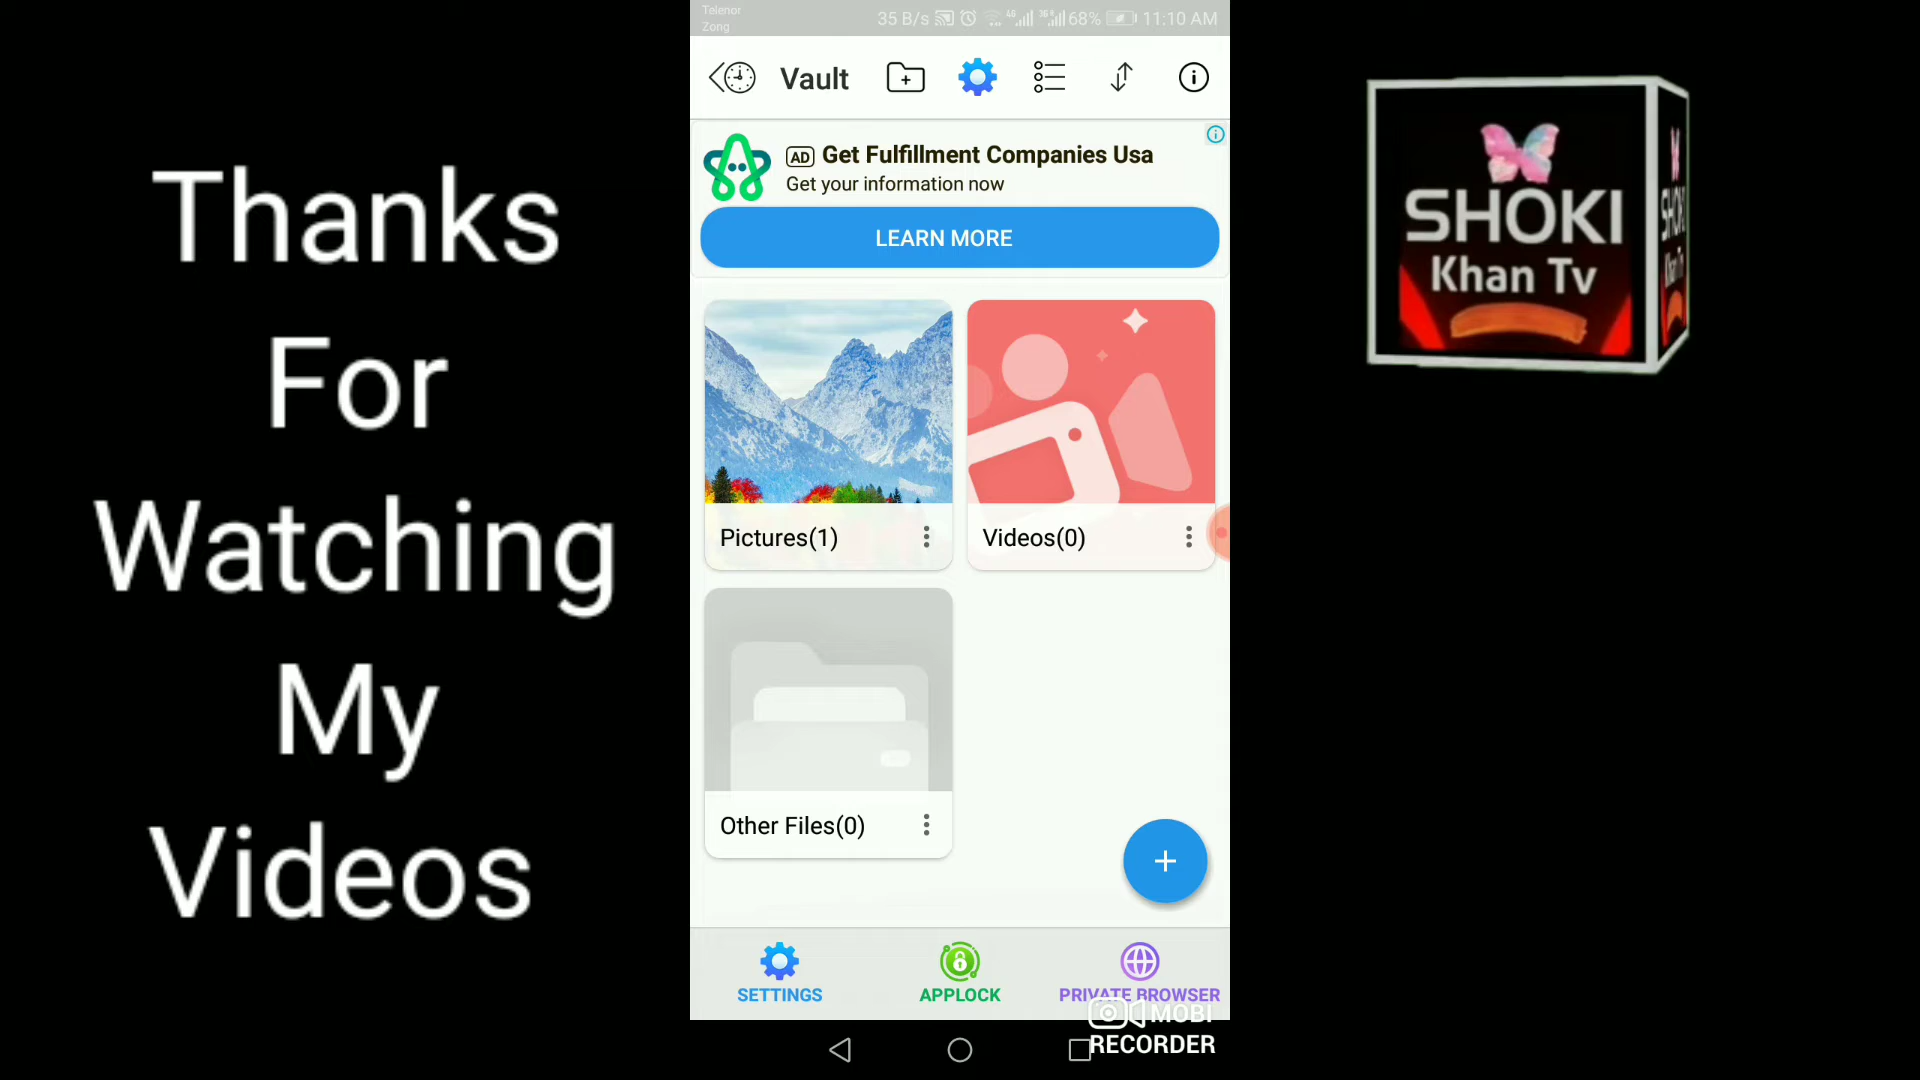 Thanks
For
Watching
My
Videos
Telenor
Zong
35 B/s 4G 3G 68% 11:10 AM
Vault
AD Get Fulfillment Companies Usa
Get your information now
LEARN MORE
Pictures(1)
Videos(0)
Other Files(0)
SETTINGS
APPLOCK
PRIVATE BROWSER
MOBI
RECORDER
SHOKI
Khan Tv